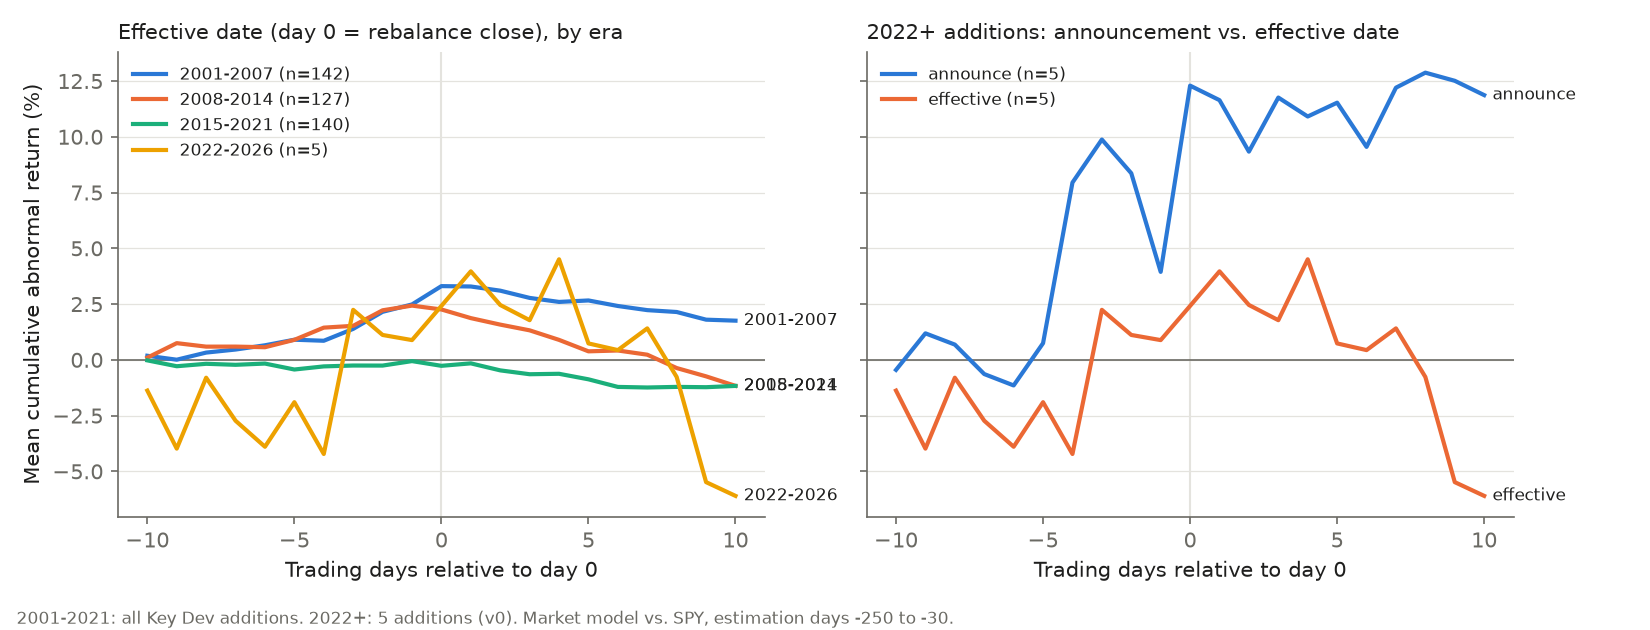 Effective date (day 0 = rebalance close), by era
Mean cumulative abnormal return (%)
12.5
10.0
7.5
5.0
2.5
0.0
−2.5
−5.0
2001-2007 (n=142)
2008-2014 (n=127)
2015-2021 (n=140)
2022-2026 (n=5)
2001-2007
2008-2014
2015-2021
2022-2026
−10
−5
0
5
10
Trading days relative to day 0
2022+ additions: announcement vs. effective date
announce (n=5)
effective (n=5)
announce
effective
−10
−5
0
5
10
Trading days relative to day 0
2001-2021: all Key Dev additions. 2022+: 5 additions (v0). Market model vs. SPY, estimation days -250 to -30.